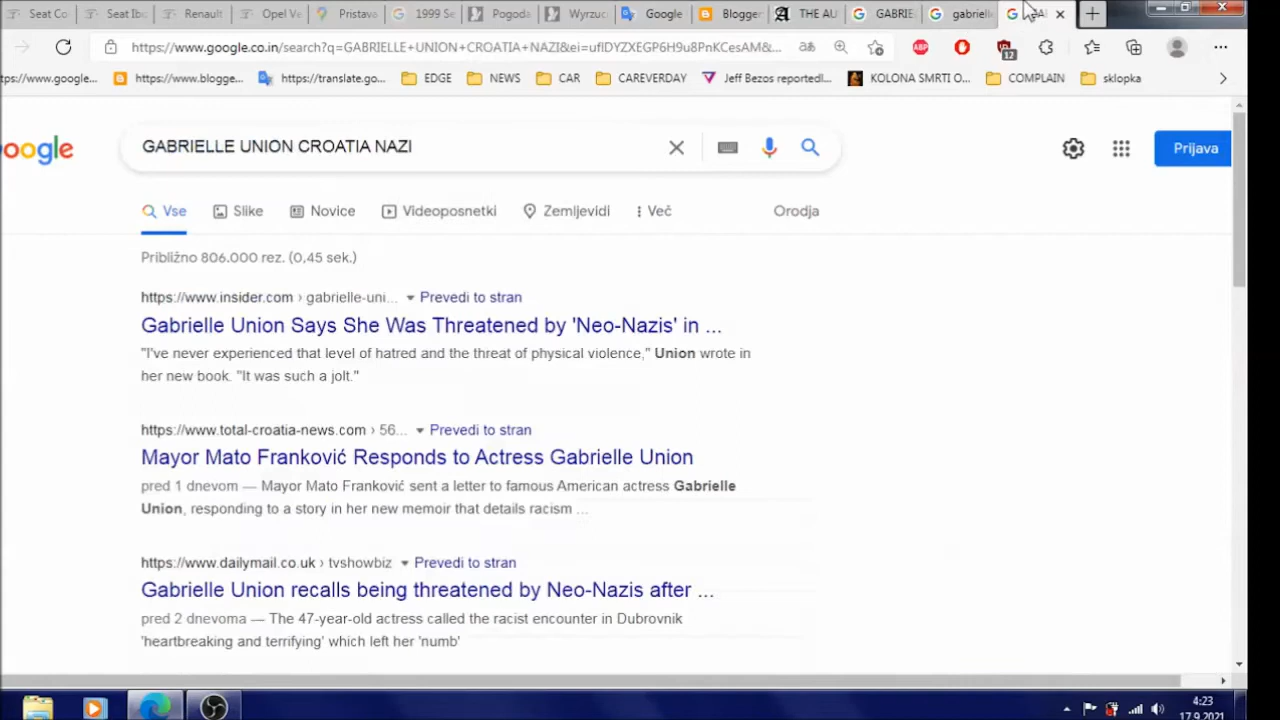 Seat Co
Seat Ibi
Renault
Opel Ve
Pristava
1999 Se
Pogoda
Wyrzuc
Google
Blogger
THE AU
GABRIE
gabriell
https://www.google.co.in/search?q=GABRIELLE+UNION+CROATIA+NAZI&ei=uflDYZXEGP6H9u8PnKCesAM&...
ABP
12
tps://www.google...
https://www.blogge...
https://translate.go...
EDGE
NEWS
CAR
CAREVERDAY
Jeff Bezos reportedl...
KOLONA SMRTI O...
COMPLAIN
sklopka
oogle
GABRIELLE UNION CROATIA NAZI
Prijava
Vse
Slike
Novice
Videoposnetki
Zemljevidi
Več
Orodja
Približno 806.000 rez. (0,45 sek.)
https://www.insider.com › gabrielle-uni... Prevedi to stran
Gabrielle Union Says She Was Threatened by 'Neo-Nazis' in ...
"I've never experienced that level of hatred and the threat of physical violence," Union wrote in
her new book. "It was such a jolt."
https://www.total-croatia-news.com › 56... Prevedi to stran
Mayor Mato Franković Responds to Actress Gabrielle Union
pred 1 dnevom — Mayor Mato Franković sent a letter to famous American actress Gabrielle
Union, responding to a story in her new memoir that details racism ...
https://www.dailymail.co.uk › tvshowbiz Prevedi to stran
Gabrielle Union recalls being threatened by Neo-Nazis after ...
pred 2 dnevoma — The 47-year-old actress called the racist encounter in Dubrovnik
'heartbreaking and terrifying' which left her 'numb'
4:23
17.9.2021